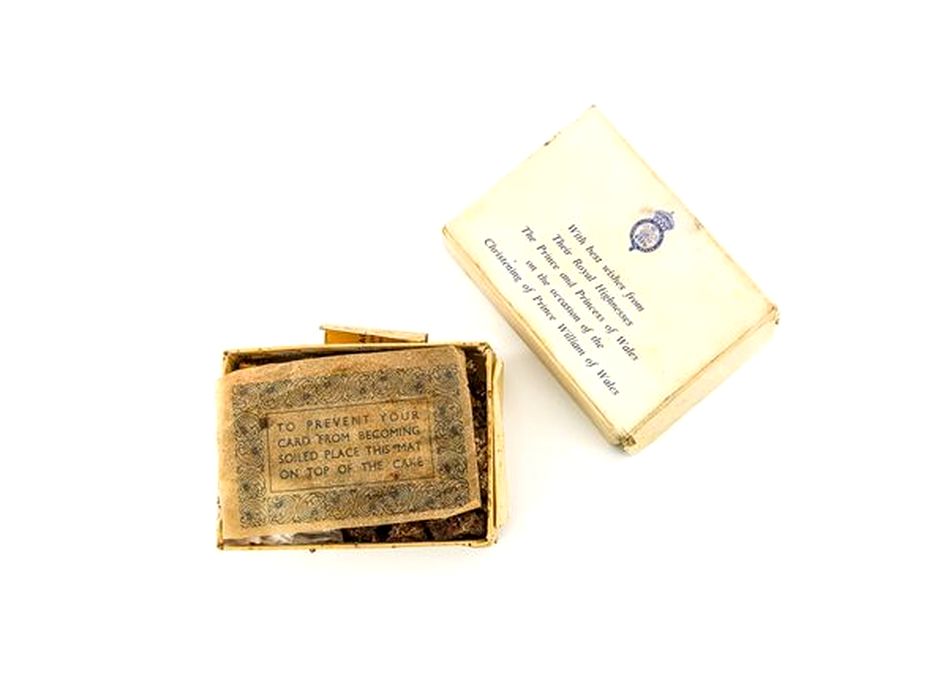 With best wishes from
Their Royal Highnesses
The Prince and Princess of Wales
on the occasion of the
Christening of Prince William of Wales
TO PREVENT YOUR
CARD FROM BECOMING
SOILED PLACE THIS MAT
ON TOP OF THE CAKE